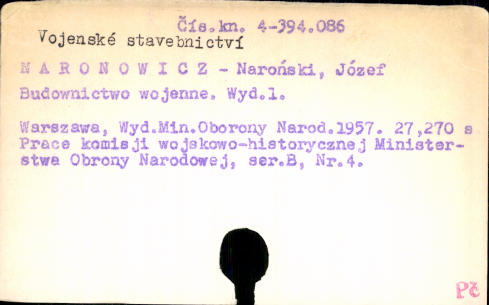 Čís.kn. 4-394.086
Vojenské stavebnictví
NARONOWICZ - Naroński, Józef
Budownictwo wojenne. Wyd.1.
Warszawa, Wyd.Min.Oborony Narod.1957. 27,270 s
Prace komisji wojskowo-historycznej Minister-
stwa Obrony Narodowej, ser.B, Nr.4.
Pč